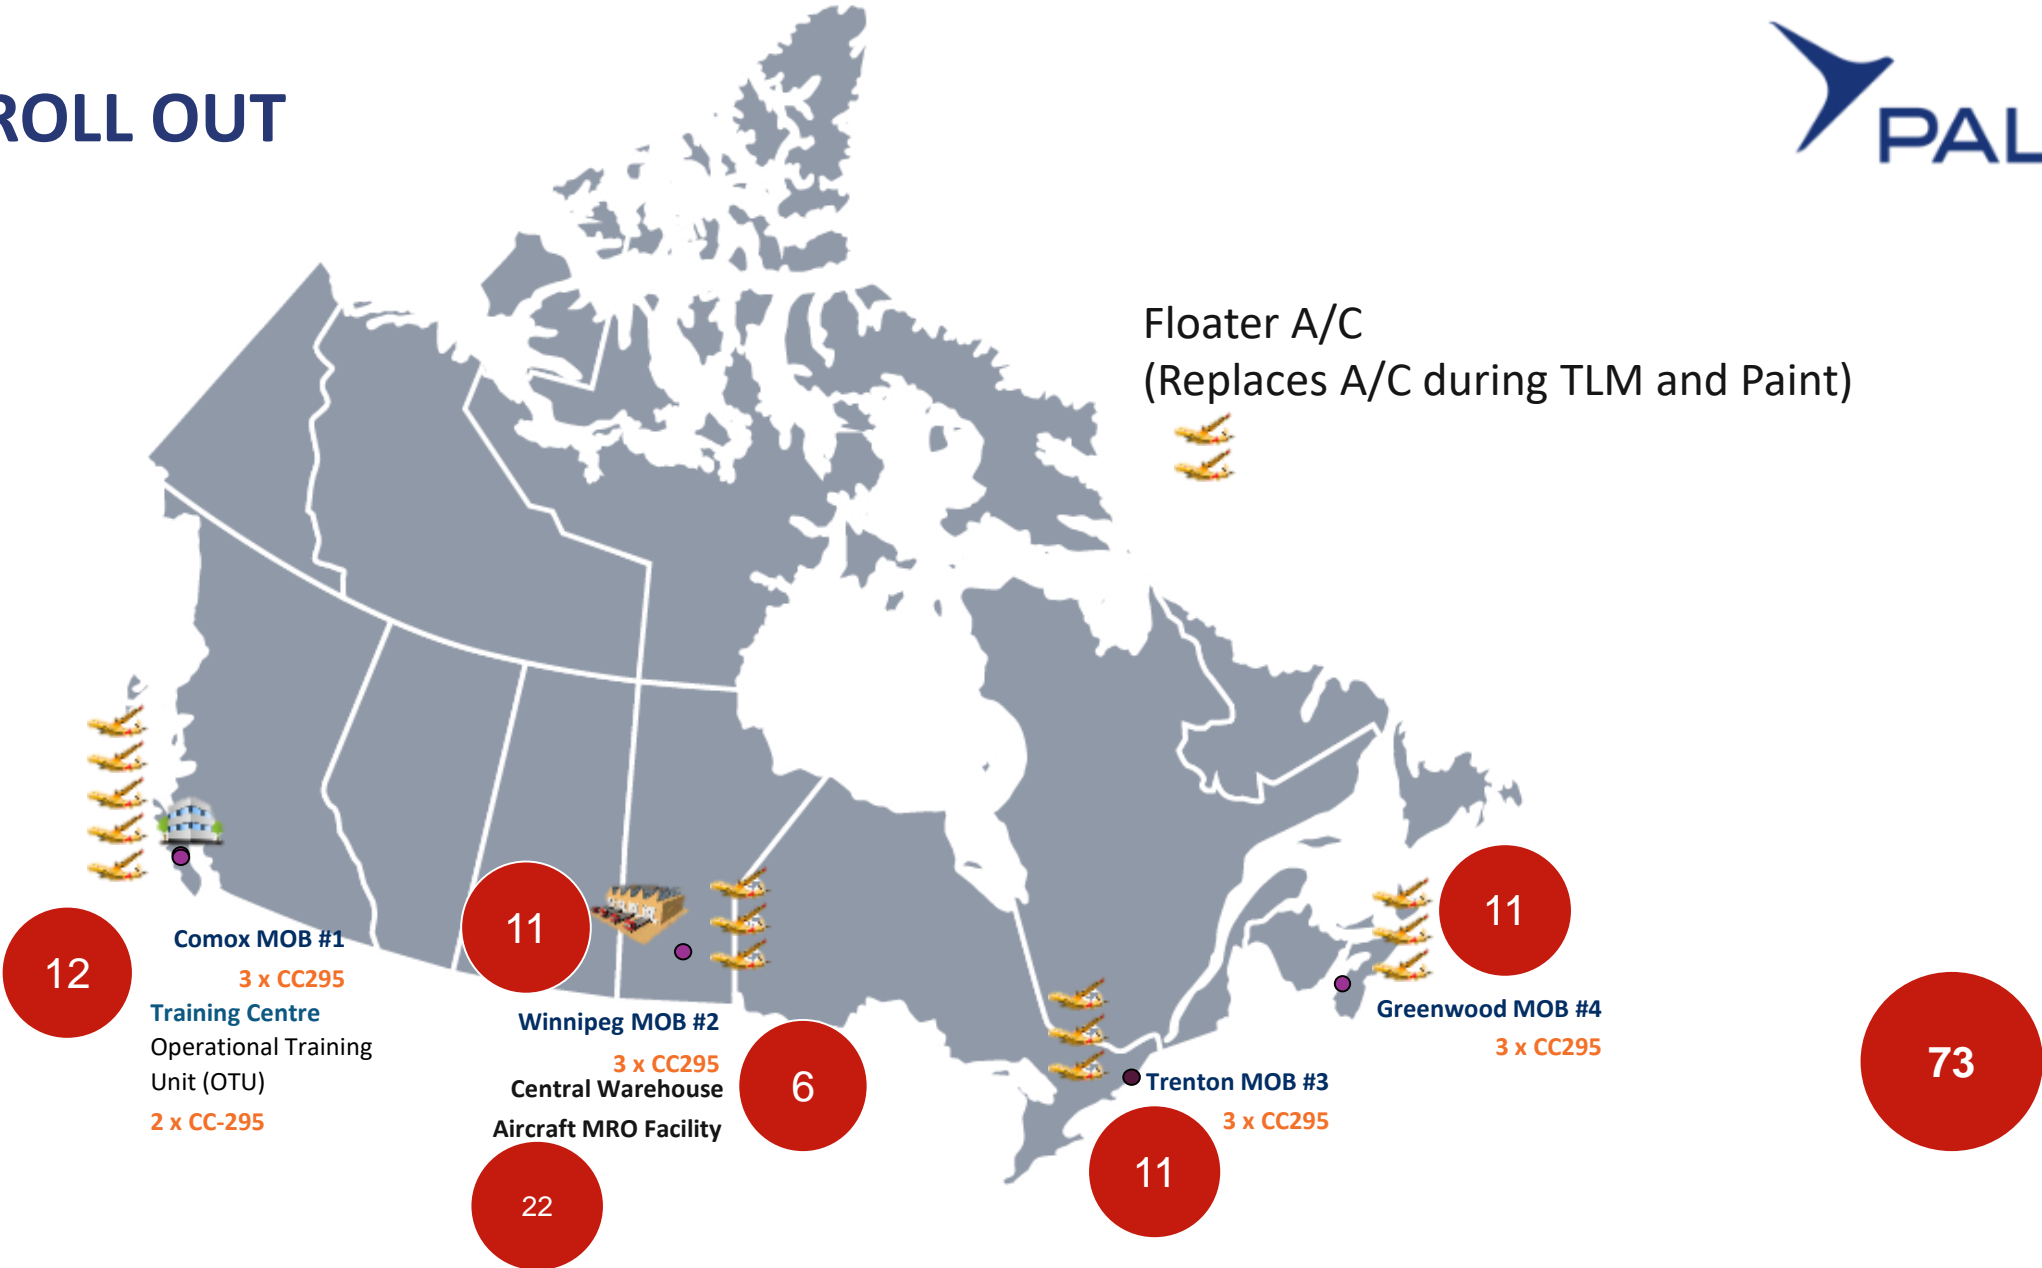 ROLL OUT
PAL
Floater A/C
(Replaces A/C during TLM and Paint)
12
Comox MOB #1
3 x CC295
Training Centre
Operational Training
Unit (OTU)
2 x CC-295
11
Winnipeg MOB #2
3 x CC295
Central Warehouse
Aircraft MRO Facility
6
22
Trenton MOB #3
3 x CC295
11
11
Greenwood MOB #4
3 x CC295
73